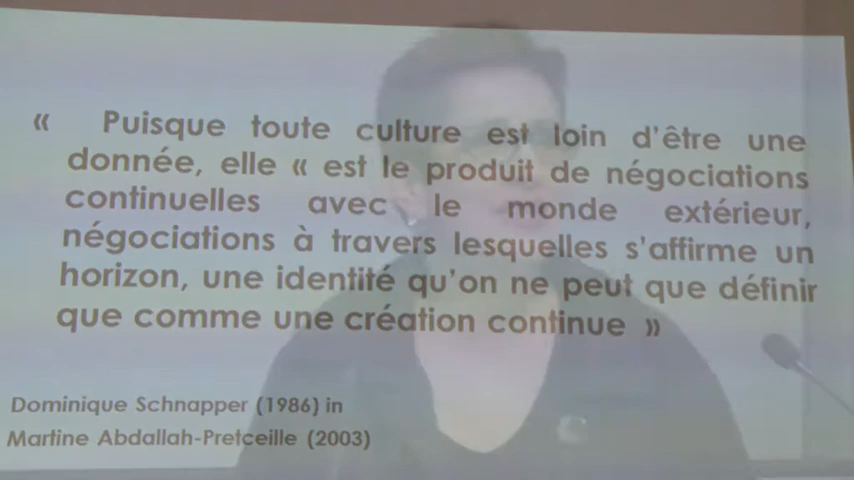 « Puisque toute culture est loin d'être une
donnée, elle « est le produit de négociations
continuelles avec le monde extérieur,
négociations à travers lesquelles s'affirme un
horizon, une identité qu'on ne peut que définir
que comme une création continue »
Dominique Schnapper (1986) in
Martine Abdallah-Pretceille (2003)